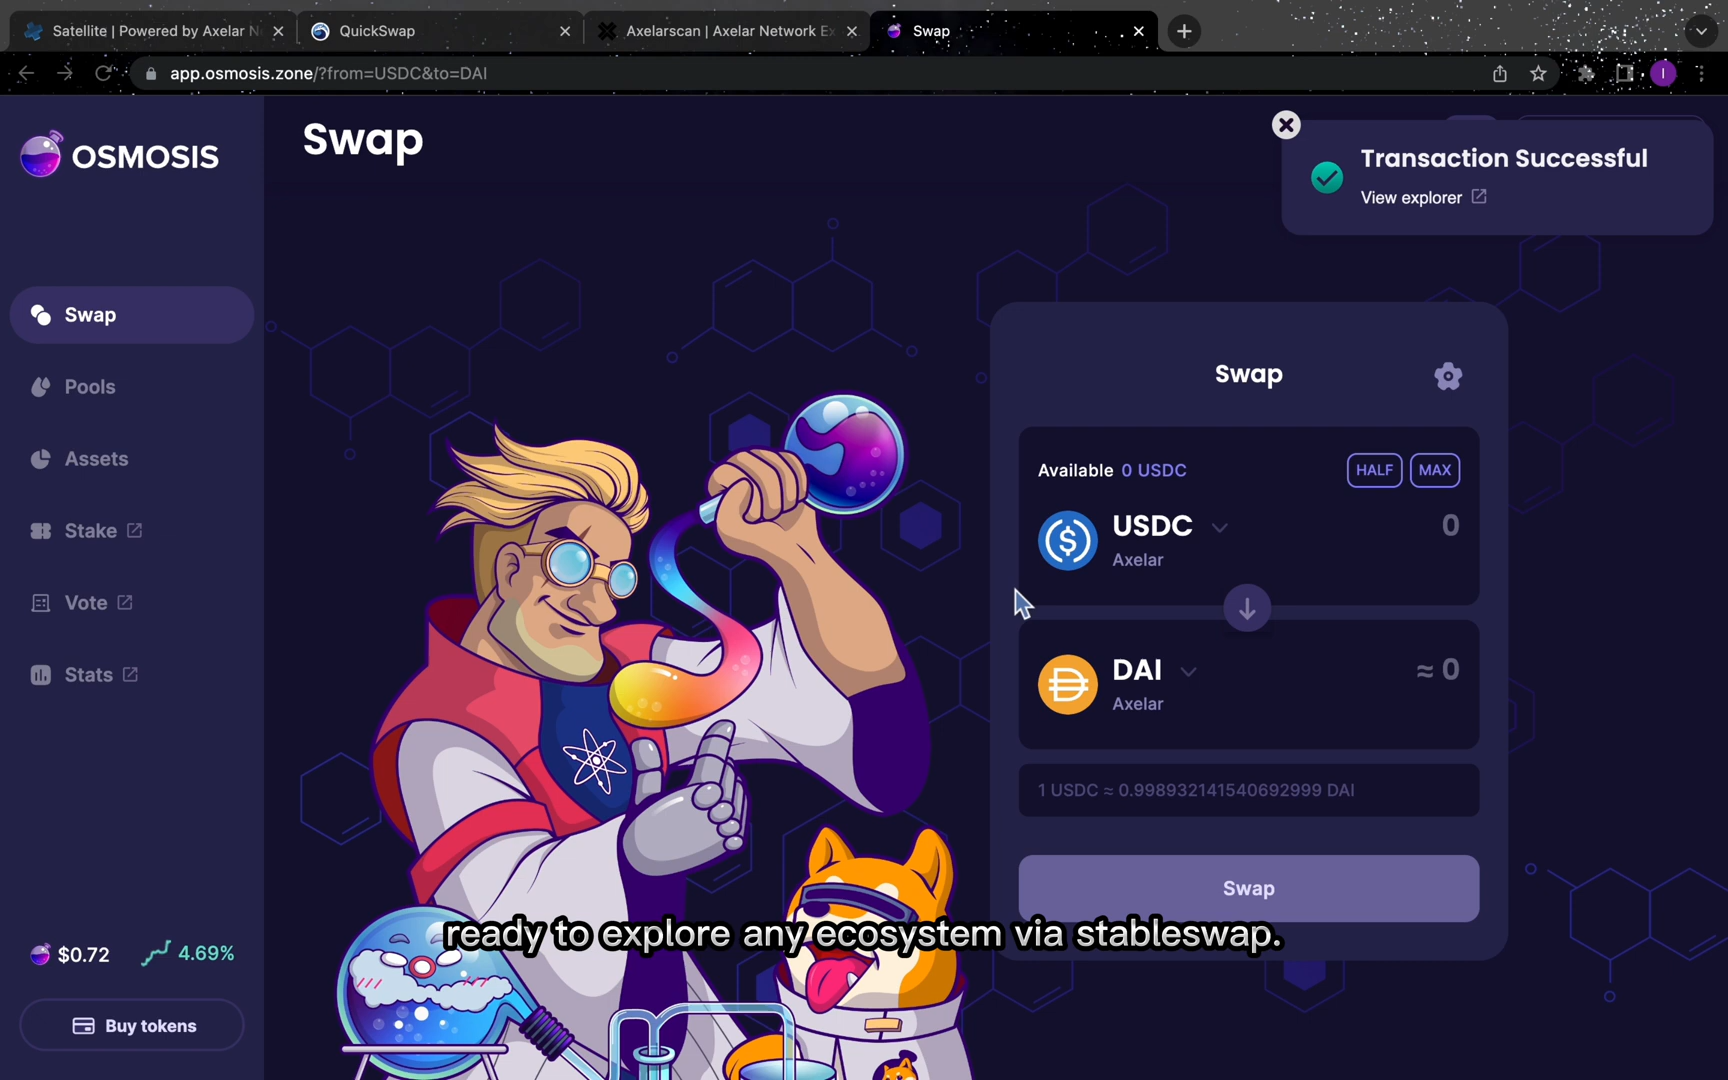 Satellite | Powered by Axelar N
QuickSwap
Axelarscan | Axelar Network Ex
Swap
app.osmosis.zone/?from=USDC&to=DAI
I
OSMOSIS
Swap
Transaction Successful
View explorer
Swap
Pools
Assets
Stake
Vote
Stats
Swap
Available 0 USDC
HALF
MAX
USDC
0
Axelar
DAI
≈ 0
Axelar
1 USDC ≈ 0.998932141540692999 DAI
Swap
ready to explore any ecosystem via stableswap.
$0.72
4.69%
Buy tokens